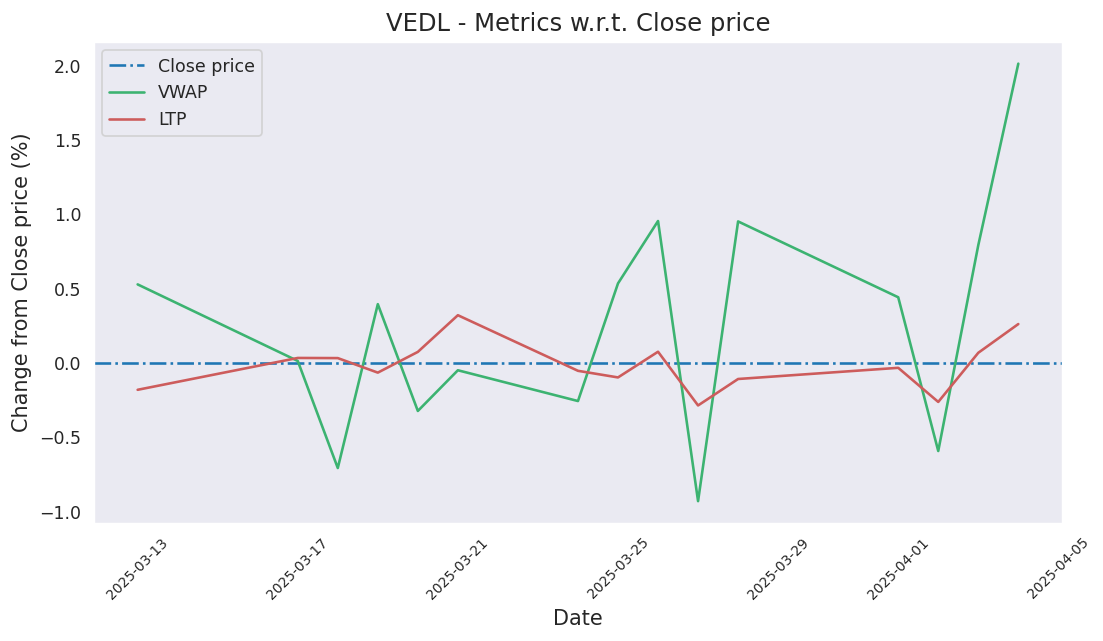 VEDL - Metrics w.r.t. Close price
Change from Close price (%)
2.0
1.5
1.0
0.5
0.0
−0.5
−1.0
Close price
VWAP
LTP
2025-03-13
2025-03-17
2025-03-21
2025-03-25
2025-03-29
2025-04-01
2025-04-05
Date